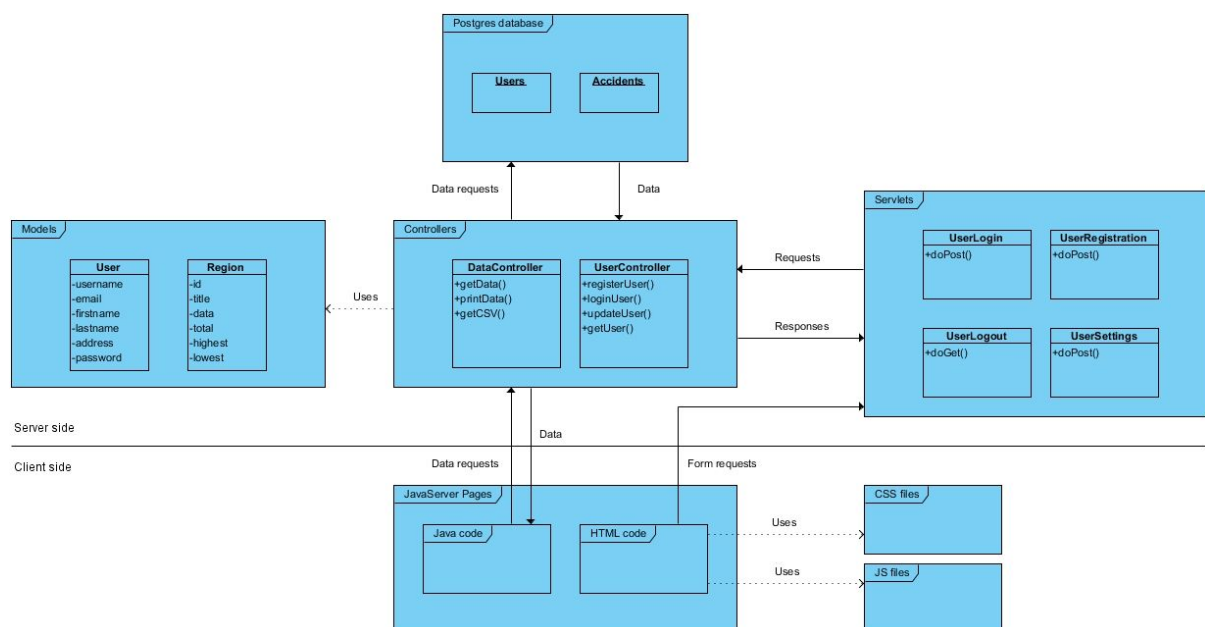 Postgres database
Users
Accidents
Data requests
Data
Models
User
-username
-email
-firstname
-lastname
-address
-password
Region
-id
-title
-data
-total
-highest
-lowest
Uses
Controllers
DataController
+getData()
+printData()
+getCSV()
UserController
+registerUser()
+loginUser()
+updateUser()
+getUser()
Requests
Responses
Servlets
UserLogin
+doPost()
UserRegistration
+doPost()
UserLogout
+doGet()
UserSettings
+doPost()
Server side
Client side
Data requests
Data
Form requests
JavaServer Pages
Java code
HTML code
Uses
Uses
CSS files
JS files